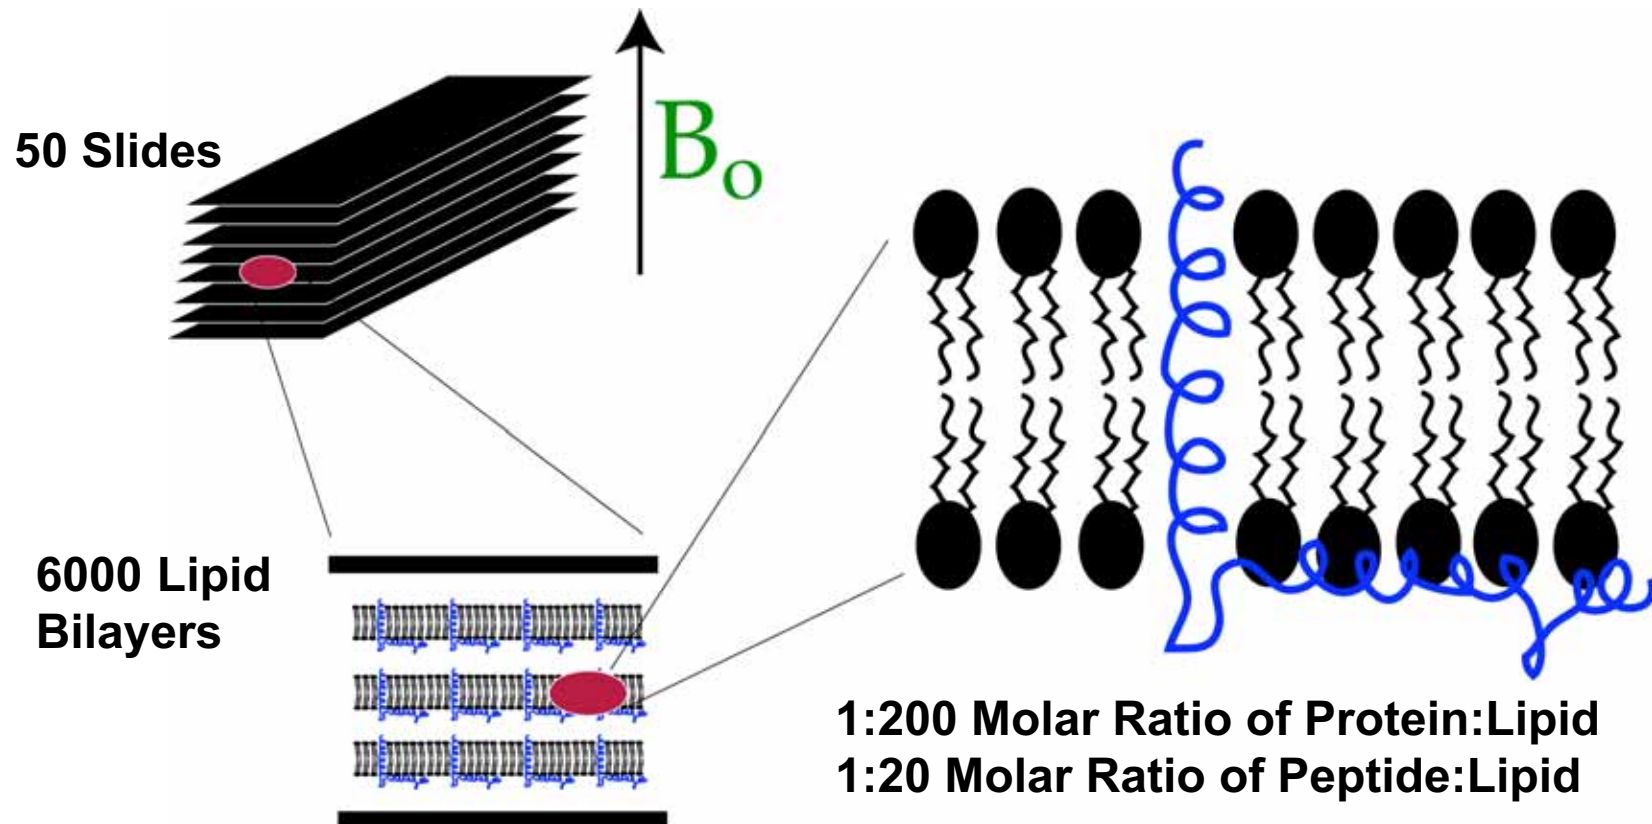 50 Slides
Bo
6000 Lipid
Bilayers
1:200 Molar Ratio of Protein:Lipid
1:20 Molar Ratio of Peptide:Lipid